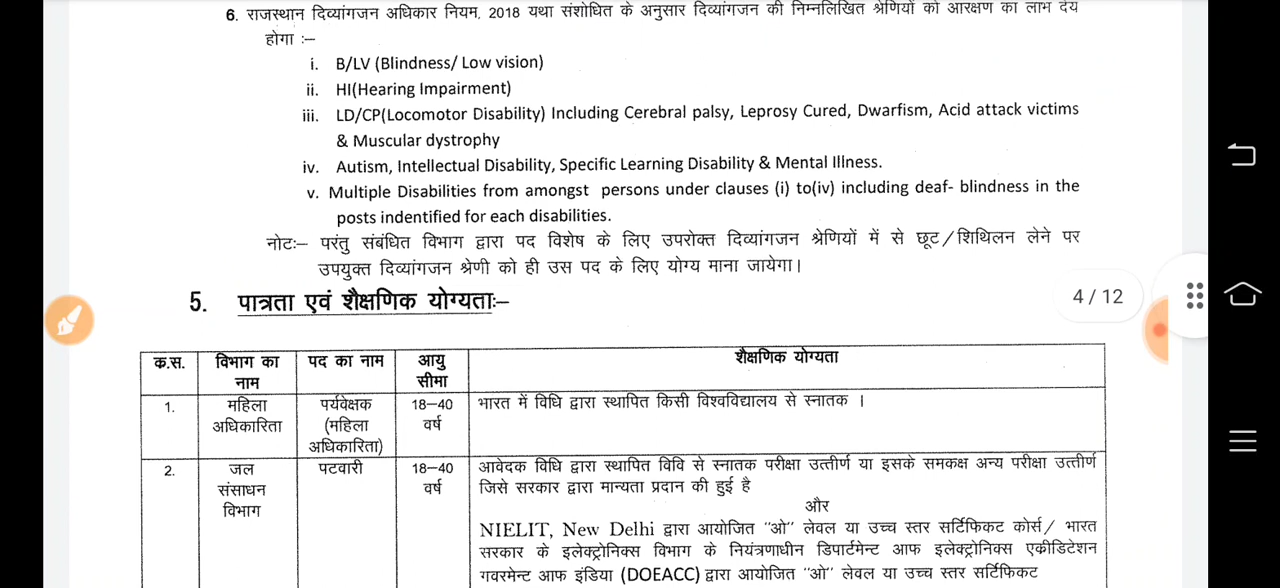 6. राजस्थान दिव्यांगजन अधिकार नियम, 2018 यथा संशोधित के अनुसार दिव्यांगजन की निम्नलिखित श्रेणियों को आरक्षण का लाभ देय
होगा :–
i. B/LV (Blindness/ Low vision)
ii. HI(Hearing Impairment)
iii. LD/CP(Locomotor Disability) Including Cerebral palsy, Leprosy Cured, Dwarfism, Acid attack victims
& Muscular dystrophy
iv. Autism, Intellectual Disability, Specific Learning Disability & Mental Illness.
v. Multiple Disabilities from amongst persons under clauses (i) to(iv) including deaf- blindness in the
posts indentified for each disabilities.
नोटः– परंतु संबंधित विभाग द्वारा पद विशेष के लिए उपरोक्त दिव्यांगजन श्रेणियों में से छूट/शिथिलन लेने पर
उपयुक्त दिव्यांगजन श्रेणी को ही उस पद के लिए योग्य माना जायेगा।
4 / 12
5. पात्रता एवं शैक्षणिक योग्यताः–
क.स. विभाग का पद का नाम आयु शैक्षणिक योग्यता
नाम सीमा
1. महिला पर्यवेक्षक 18–40 भारत में विधि द्वारा स्थापित किसी विश्वविद्यालय से स्नातक ।
अधिकारिता (महिला वर्ष
अधिकारिता)
2. जल पटवारी 18–40 आवेदक विधि द्वारा स्थापित विवि से स्नातक परीक्षा उत्तीर्ण या इसके समकक्ष अन्य परीक्षा उत्तीर्ण
संसाधन वर्ष जिसे सरकार द्वारा मान्यता प्रदान की हुई है
विभाग और
NIELIT, New Delhi द्वारा आयोजित "ओ" लेवल या उच्च स्तर सर्टिफिकट कोर्स/ भारत
सरकार के इलेक्ट्रोनिक्स विभाग के नियंत्रणाधीन डिपार्टमेन्ट आफ इलेक्ट्रोनिक्स एक्रीडिटेशन
गवरमेन्ट आफ इंडिया (DOEACC) द्वारा आयोजित "ओ" लेवल या उच्च स्तर सर्टिफिकट